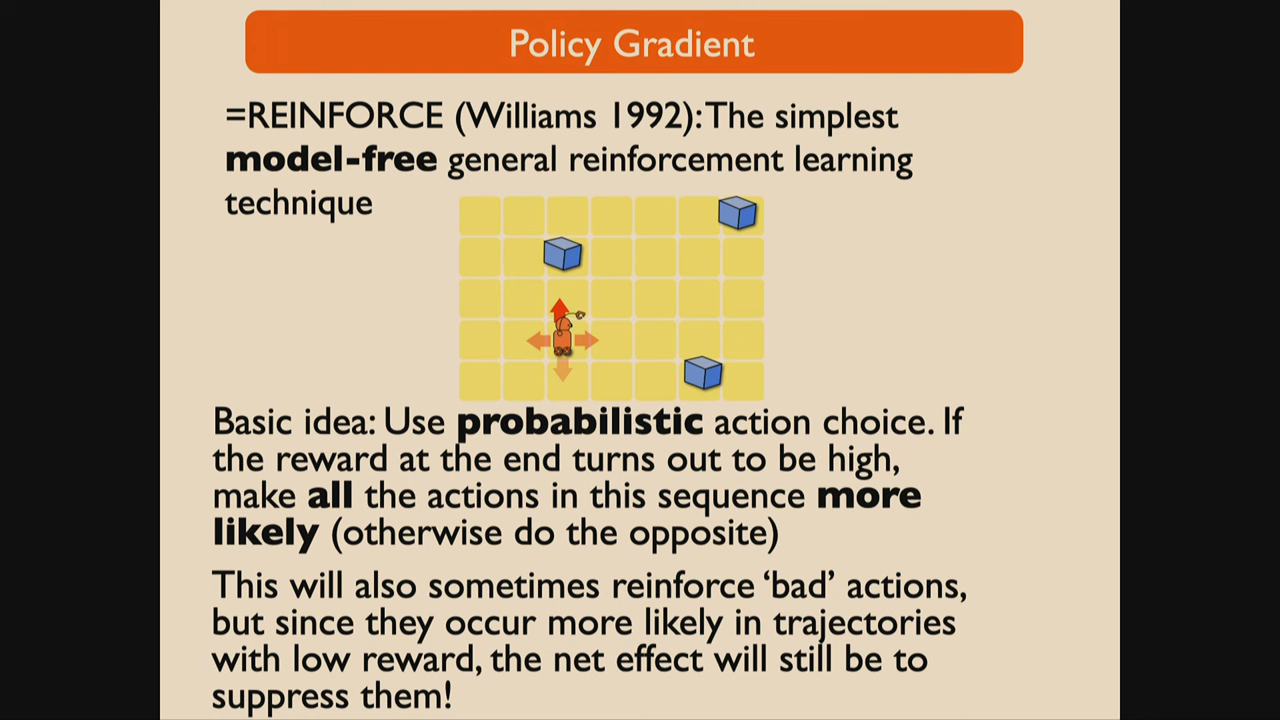 Policy Gradient
=REINFORCE (Williams 1992): The simplest
model-free general reinforcement learning
technique
Basic idea: Use probabilistic action choice. If
the reward at the end turns out to be high,
make all the actions in this sequence more
likely (otherwise do the opposite)
This will also sometimes reinforce ‘bad’ actions,
but since they occur more likely in trajectories
with low reward, the net effect will still be to
suppress them!